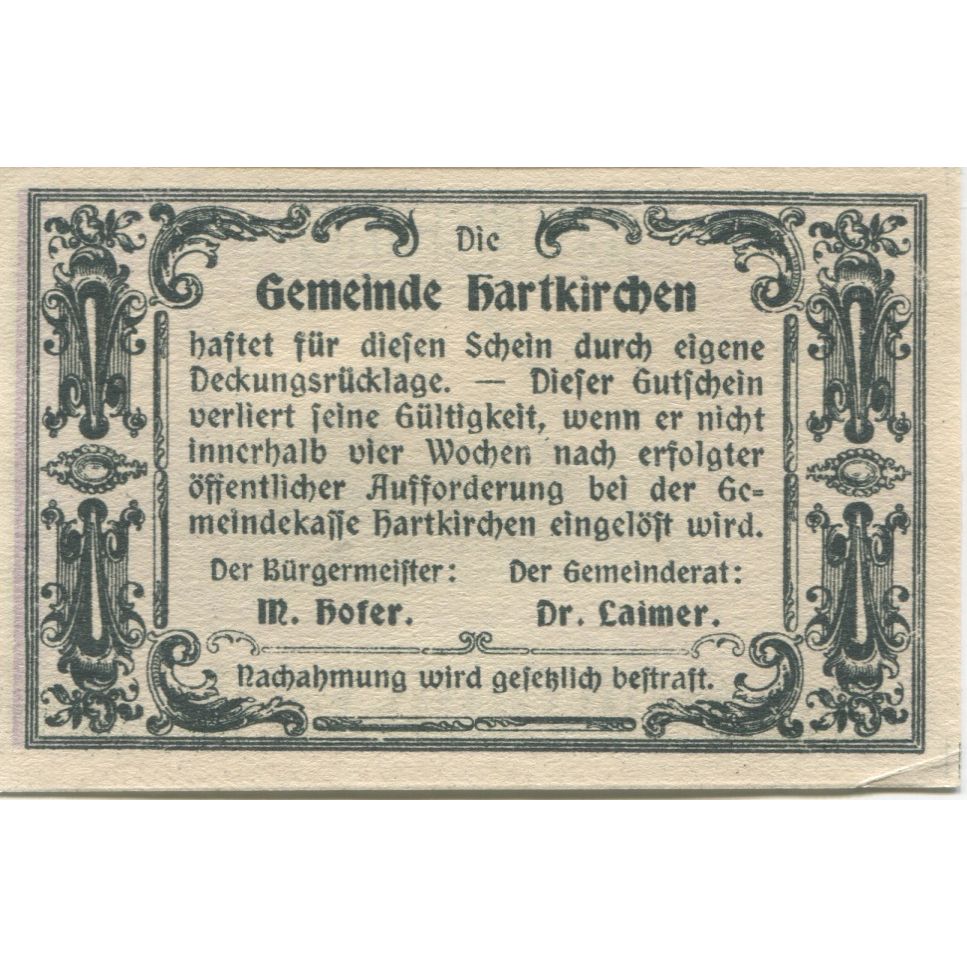 Die
Gemeinde Hartkirchen
haftet für diesen Schein durch eigene
Deckungsrücklage. — Dieser Gutschein
verliert seine Gültigkeit, wenn er nicht
innerhalb vier Wochen nach erfolgter
öffentlicher Aufforderung bei der Ge=
meindekasse Hartkirchen eingelöst wird.
Der Bürgermeister: Der Gemeinderat:
M. Hofer. Dr. Laimer.
Nachahmung wird gesetzlich bestraft.